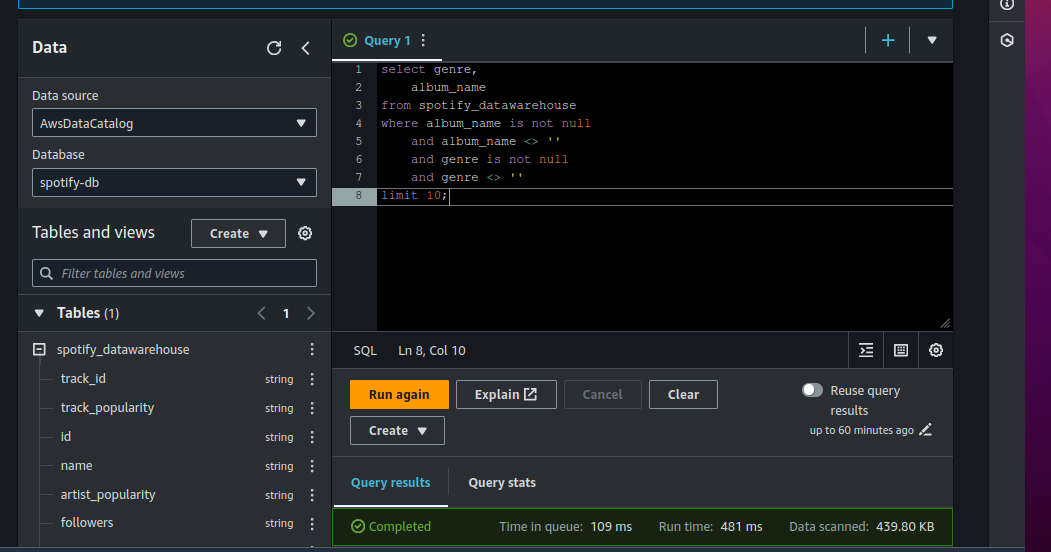 Data
Data source
AwsDataCatalog
Database
spotify-db
Tables and views
Create
Filter tables and views
Tables (1)
1
spotify_datawarehouse
track_id string
track_popularity string
id string
name string
artist_popularity string
followers string
Query 1
1 select genre,
2 album_name
3 from spotify_datawarehouse
4 where album_name is not null
5 and album_name <> ''
6 and genre is not null
7 and genre <> ''
8 limit 10;
SQL Ln 8, Col 10
Run again Explain Cancel Clear
Create
Reuse query
results
up to 60 minutes ago
Query results Query stats
Completed Time in queue: 109 ms Run time: 481 ms Data scanned: 439.80 KB